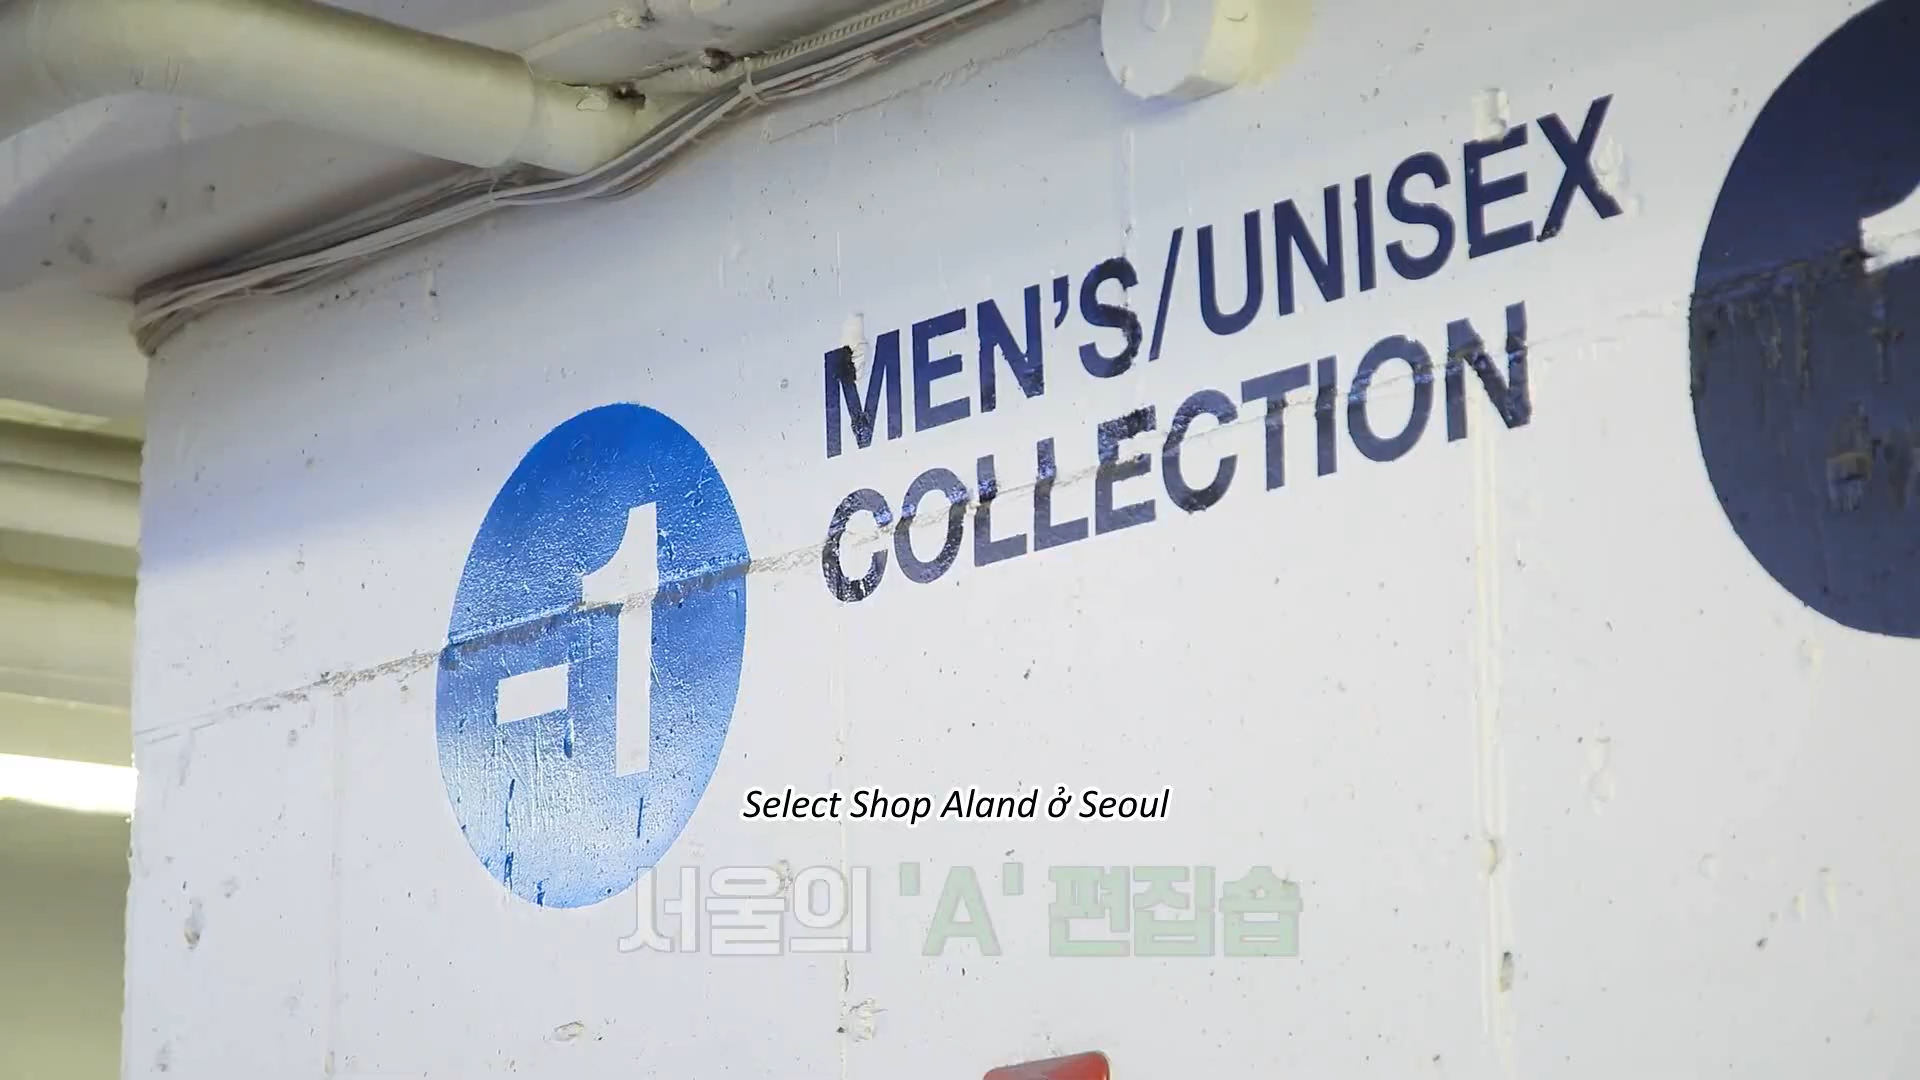 MEN'S/UNISEX
COLLECTION
-1
Select Shop Aland ở Seoul
서울의 'A' 편집숍